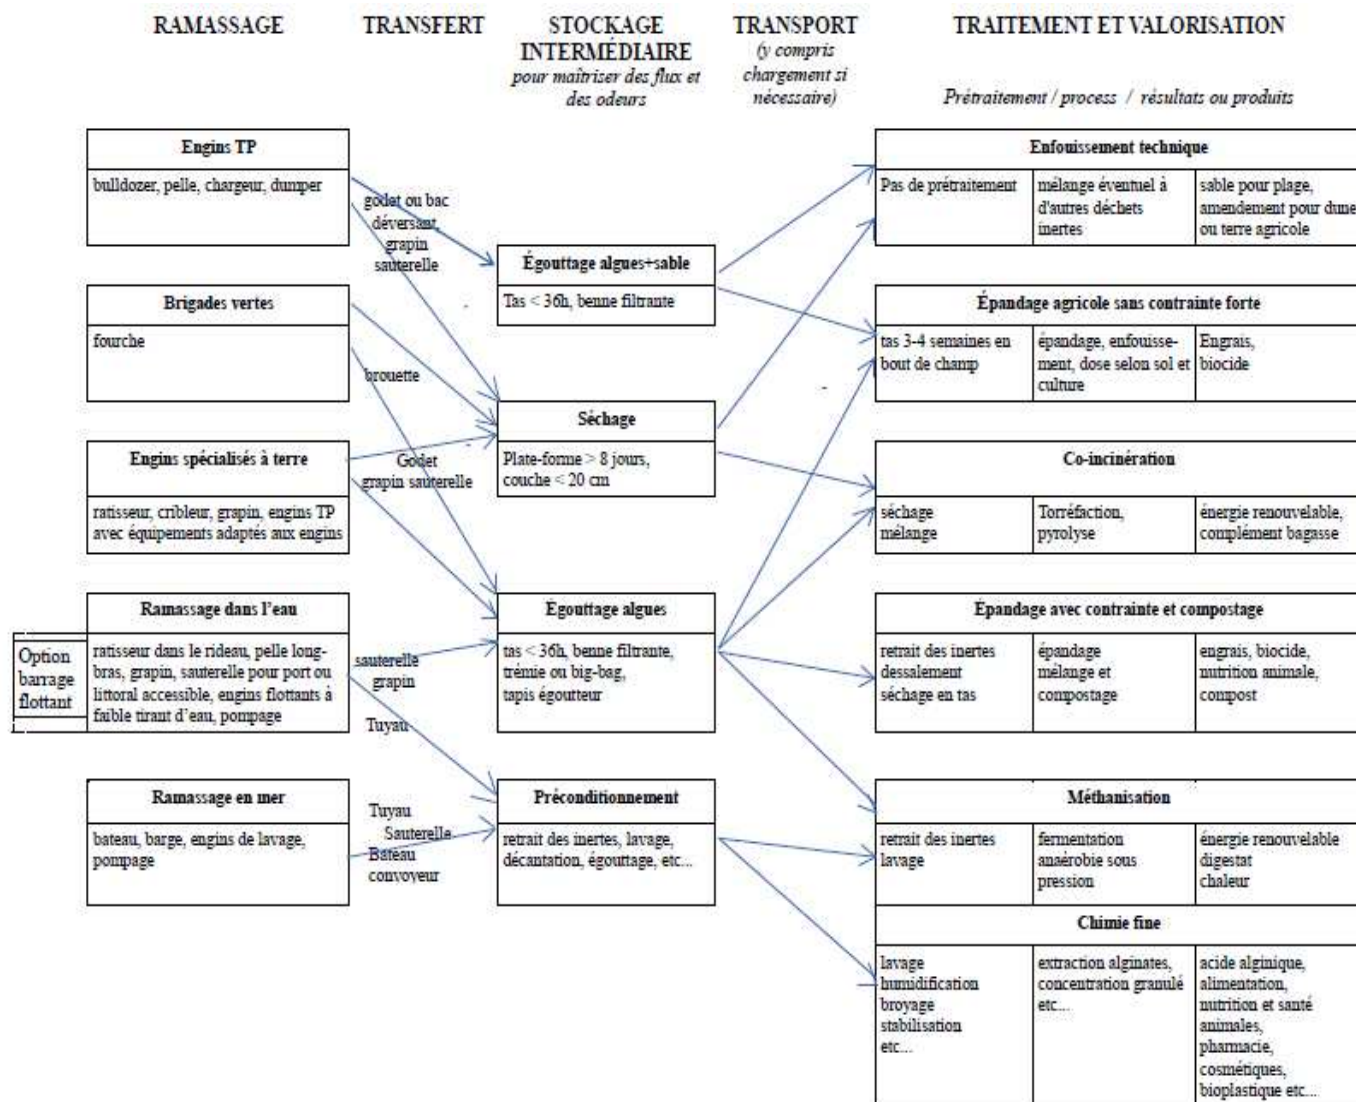 RAMASSAGE
TRANSFERT
STOCKAGE
INTERMÉDIAIRE
pour maîtriser des flux et
des odeurs
TRANSPORT
(y compris
chargement si
nécessaire)
TRAITEMENT ET VALORISATION
Prétraitement / process / résultats ou produits
Engins TP
bulldozer, pelle, chargeur, dumper
Brigades vertes
fourche
Engins spécialisés à terre
ratisseur, cribleur, grapin, engins TP
avec équipements adaptés aux engins
Option
barrage
flottant
Ramassage dans l’eau
ratisseur dans le rideau, pelle long-
bras, grapin, sauterelle pour port ou
littoral accessible, engins flottants à
faible tirant d’eau, pompage
Ramassage en mer
bateau, barge, engins de lavage,
pompage
godet ou bac
déversant,
grapin
sauterelle
brouette
Godet
grapin sauterelle
sauterelle
grapin
Tuyau
Tuyau
Sauterelle
Bateau
convoyeur
Égouttage algues+sable
Tas < 36h, benne filtrante
Séchage
Plate-forme > 8 jours,
couche < 20 cm
Égouttage algues
tas < 36h, benne filtrante,
trémie ou big-bag,
tapis égoutteur
Préconditionnement
retrait des inertes, lavage,
décantation, égouttage, etc...
Enfouissement technique
Pas de prétraitement
mélange éventuel à
d'autres déchets
inertes
sable pour plage,
amendement pour dune
ou terre agricole
Épandage agricole sans contrainte forte
tas 3-4 semaines en
bout de champ
épandage, enfouisse-
ment, dose selon sol et
culture
Engrais,
biocide
Co-incinération
séchage
mélange
Torréfaction,
pyrolyse
énergie renouvelable,
complément bagasse
Épandage avec contrainte et compostage
retrait des inertes
dessalement
séchage en tas
épandage
mélange et
compostage
engrais, biocide,
nutrition animale,
compost
Méthanisation
retrait des inertes
lavage
fermentation
anaérobie sous
pression
énergie renouvelable
digestat
chaleur
Chimie fine
lavage
humidification
broyage
stabilisation
etc...
extraction alginates,
concentration granulé
etc...
acide alginique,
alimentation,
nutrition et santé
animales,
pharmacie,
cosmétiques,
bioplastique etc...